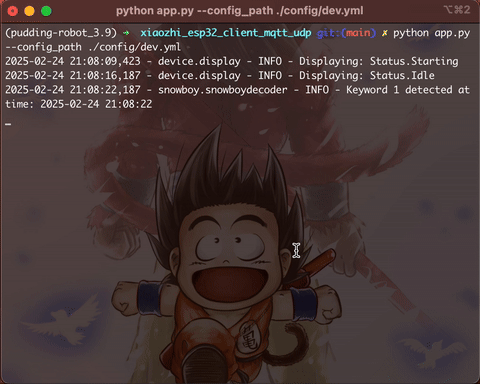 python app.py --config_path ./config/dev.yml
⌥⌘2
(pudding-robot_3.9) ➜  xiaozhi_esp32_client_mqtt_udp git:(main) ✗ python app.py
--config_path ./config/dev.yml
2025-02-24 21:08:09,423 - device.display - INFO - Displaying: Status.Starting
2025-02-24 21:08:16,187 - device.display - INFO - Displaying: Status.Idle
2025-02-24 21:08:22,187 - snowboy.snowboydecoder - INFO - Keyword 1 detected at
time: 2025-02-24 21:08:22